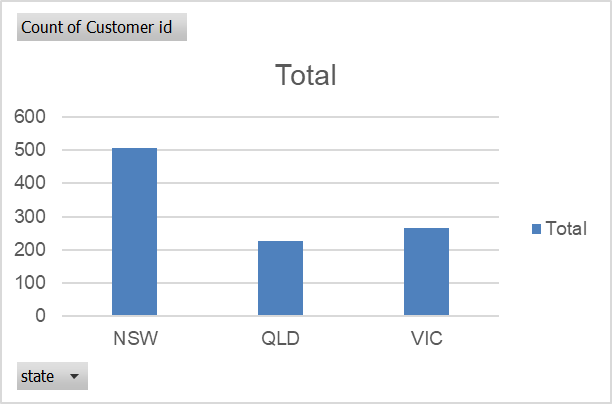 Count of Customer id
Total
600
500
400
300
200
100
0
NSW QLD VIC
Total
state